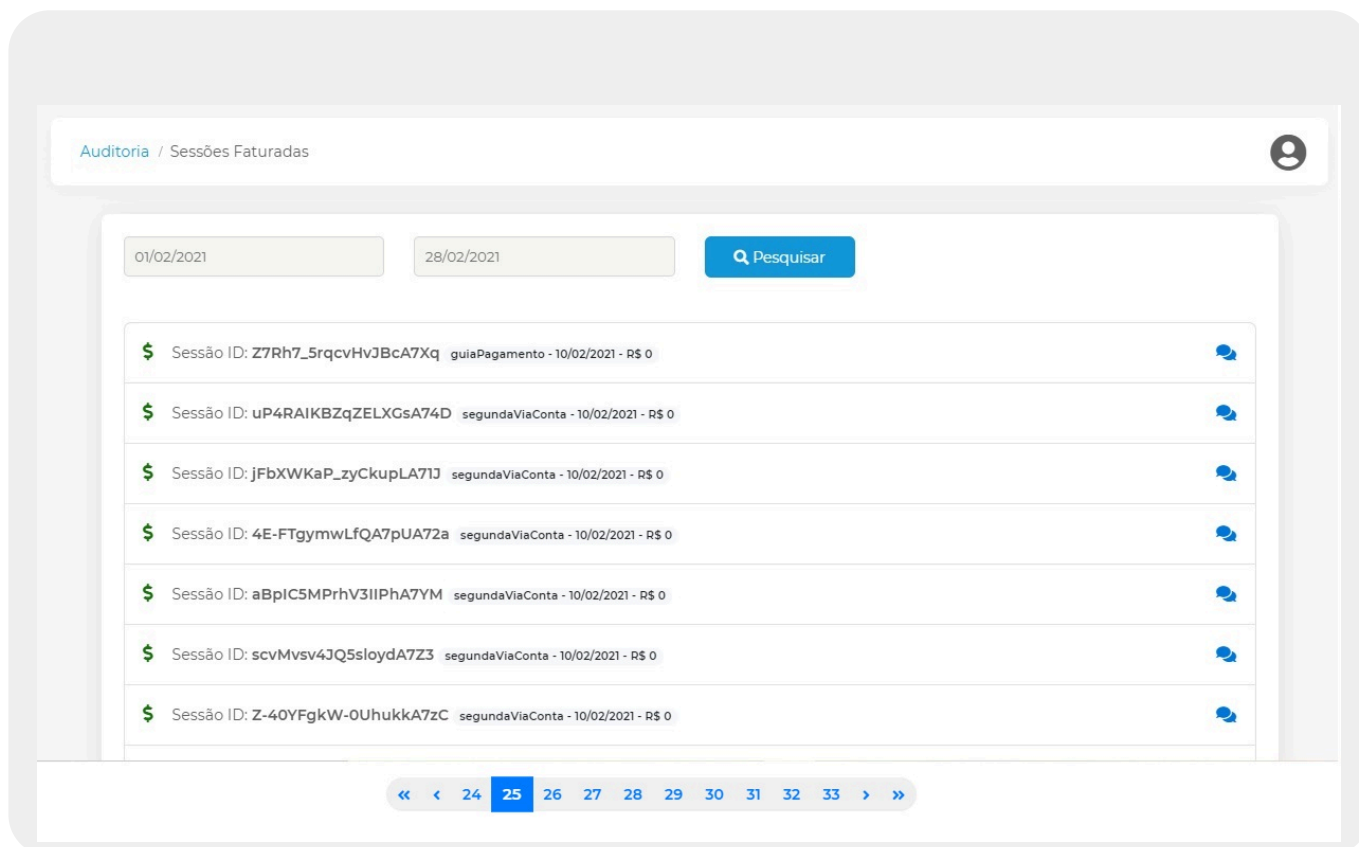 Auditoria / Sessões Faturadas
01/02/2021 28/02/2021 Pesquisar
Sessão ID: Z7Rh7_5rqcvHvJBcA7Xq guiaPagamento - 10/02/2021 - R$ 0
Sessão ID: uP4RAIKBZqZELXGsA74D segundaViaConta - 10/02/2021 - R$ 0
Sessão ID: jFbXWKaP_zyCkupLA71J segundaViaConta - 10/02/2021 - R$ 0
Sessão ID: 4E-FTgymwLfQA7pUA72a segundaViaConta - 10/02/2021 - R$ 0
Sessão ID: aBpIC5MPrhV3IIPhA7YM segundaViaConta - 10/02/2021 - R$ 0
Sessão ID: scvMvsv4JQ5sloydA7Z3 segundaViaConta - 10/02/2021 - R$ 0
Sessão ID: Z-40YFgkW-0UhukkA7zC segundaViaConta - 10/02/2021 - R$ 0
« ‹ 24 25 26 27 28 29 30 31 32 33 › »